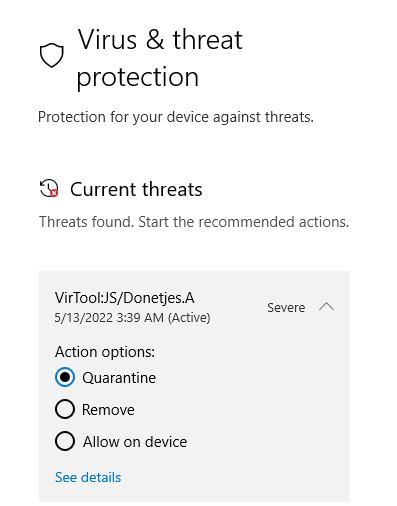 Virus & threat
protection
Protection for your device against threats.
Current threats
Threats found. Start the recommended actions.
VirTool:JS/Donetjes.A
5/13/2022 3:39 AM (Active)
Severe
Action options:
Quarantine
Remove
Allow on device
See details